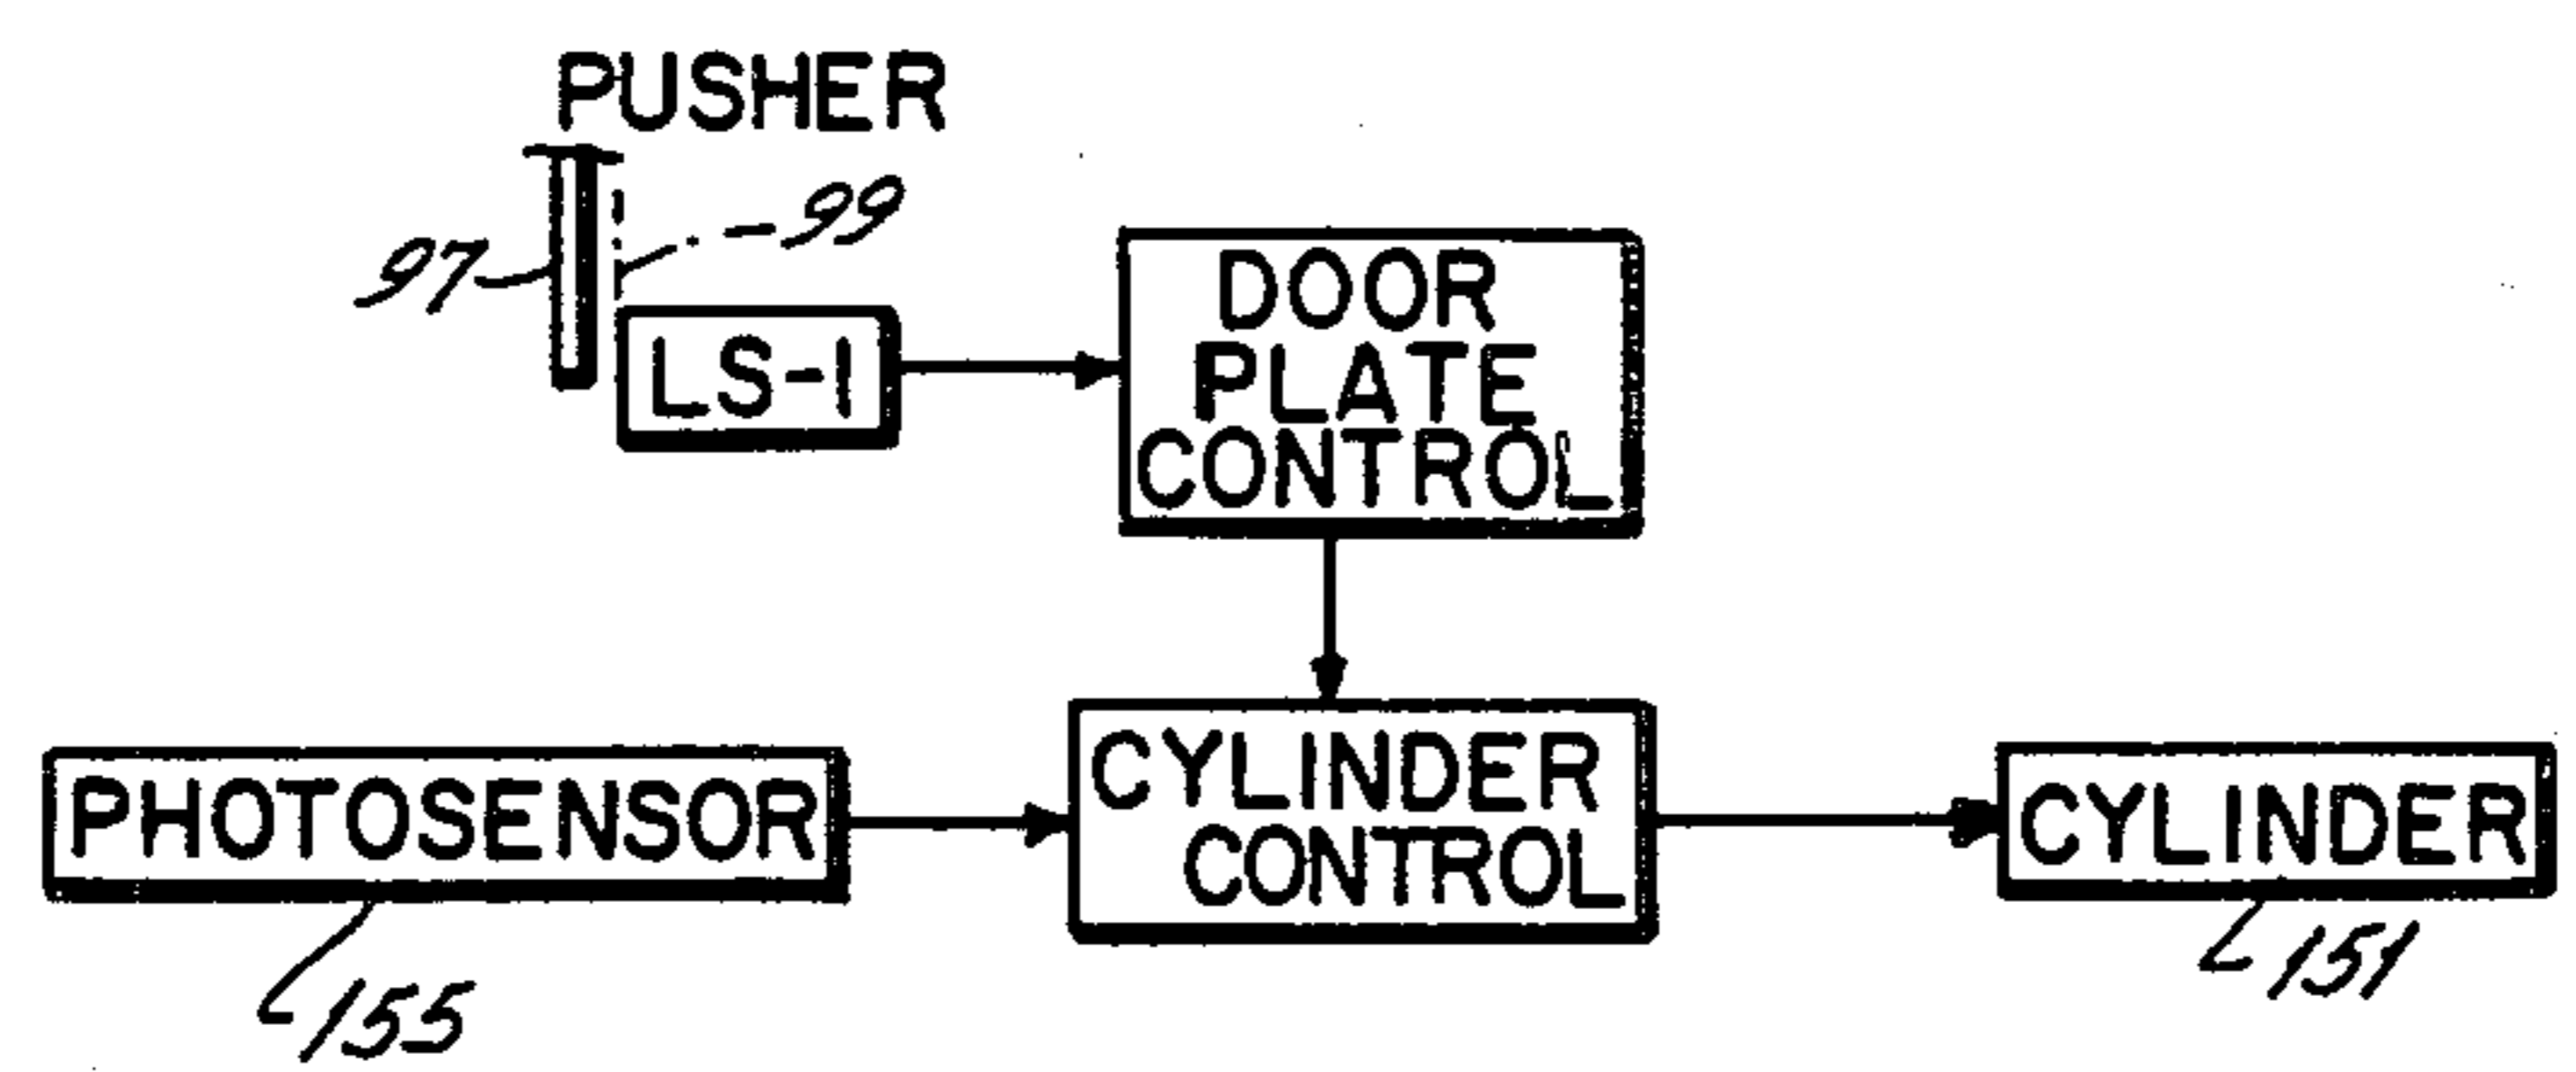 PUSHER
99
97
LS-1
DOOR
PLATE
CONTROL
PHOTOSENSOR
CYLINDER
CONTROL
CYLINDER
155
151